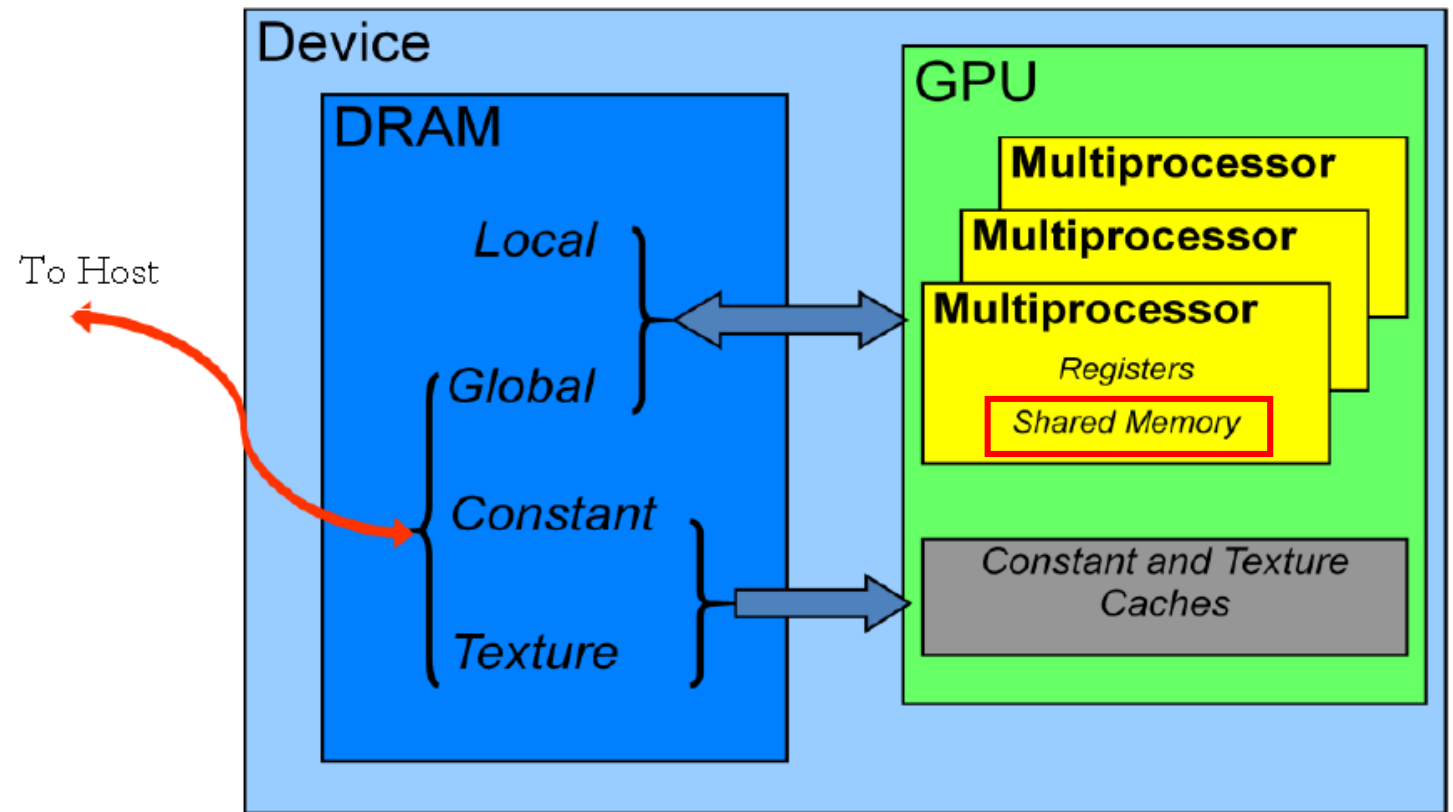 Device
GPU
DRAM
Multiprocessor
Multiprocessor
Multiprocessor
Registers
Shared Memory
Local
To Host
Global
Constant
Texture
Constant and Texture
Caches